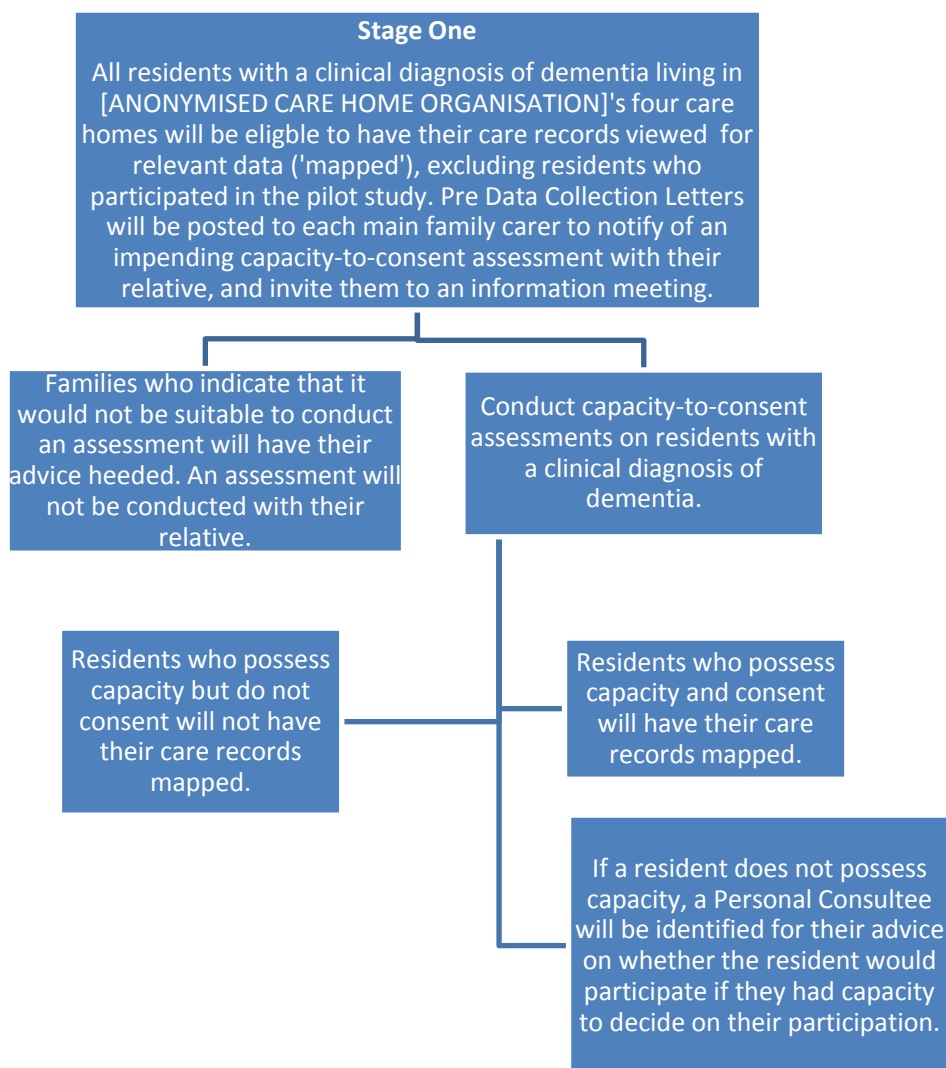 Stage One
All residents with a clinical diagnosis of dementia living in
[ANONYMISED CARE HOME ORGANISATION]'s four care
homes will be eligble to have their care records viewed for
relevant data ('mapped'), excluding residents who
participated in the pilot study. Pre Data Collection Letters
will be posted to each main family carer to notify of an
impending capacity-to-consent assessment with their
relative, and invite them to an information meeting.
Families who indicate that it
would not be suitable to conduct
an assessment will have their
advice heeded. An assessment will
not be conducted with their
relative.
Conduct capacity-to-consent
assessments on residents with
a clinical diagnosis of
dementia.
Residents who possess
capacity but do not
consent will not have
their care records
mapped.
Residents who possess
capacity and consent
will have their care
records mapped.
If a resident does not possess
capacity, a Personal Consultee
will be identified for their advice
on whether the resident would
participate if they had capacity
to decide on their participation.